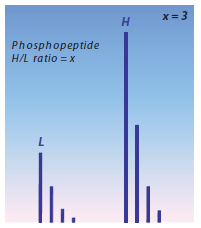 x = 3
Phosphopeptide
H/L ratio = x
H
L